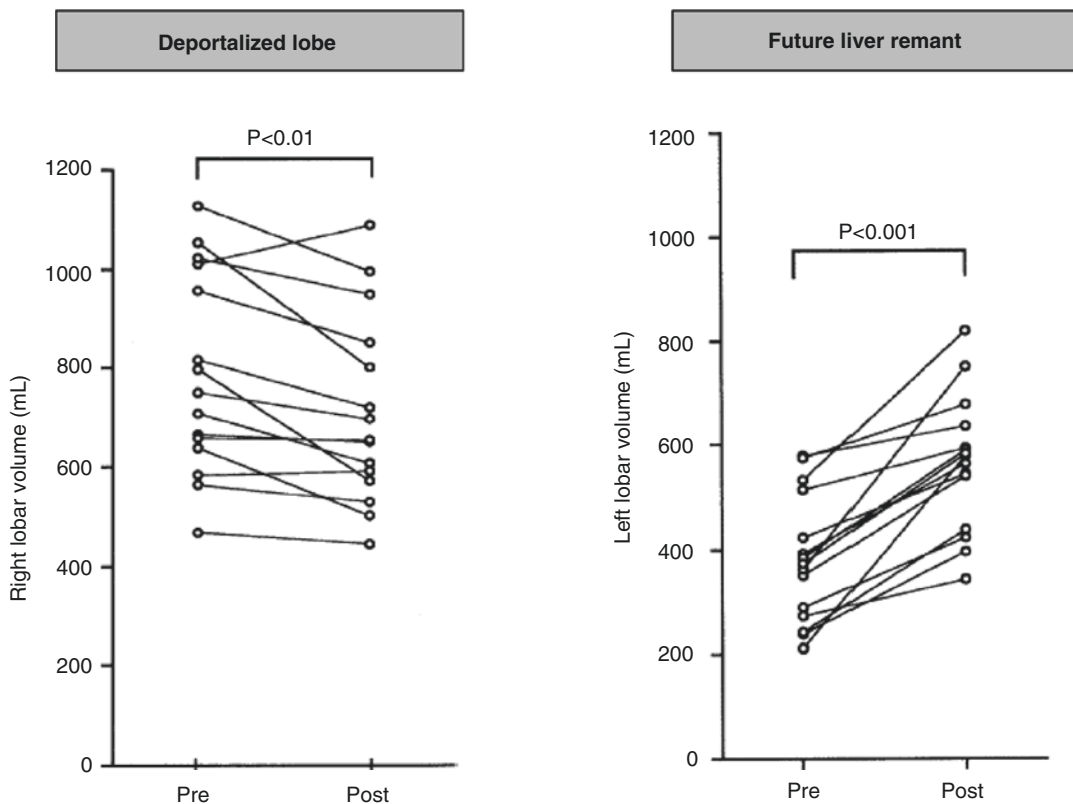 Deportalized lobe
Future liver remant
P<0.01
1200
1000
800
600
400
200
0
Right lobar volume (mL)
Pre
Post
P<0.001
1200
1000
800
600
400
200
0
Left lobar volume (mL)
Pre
Post